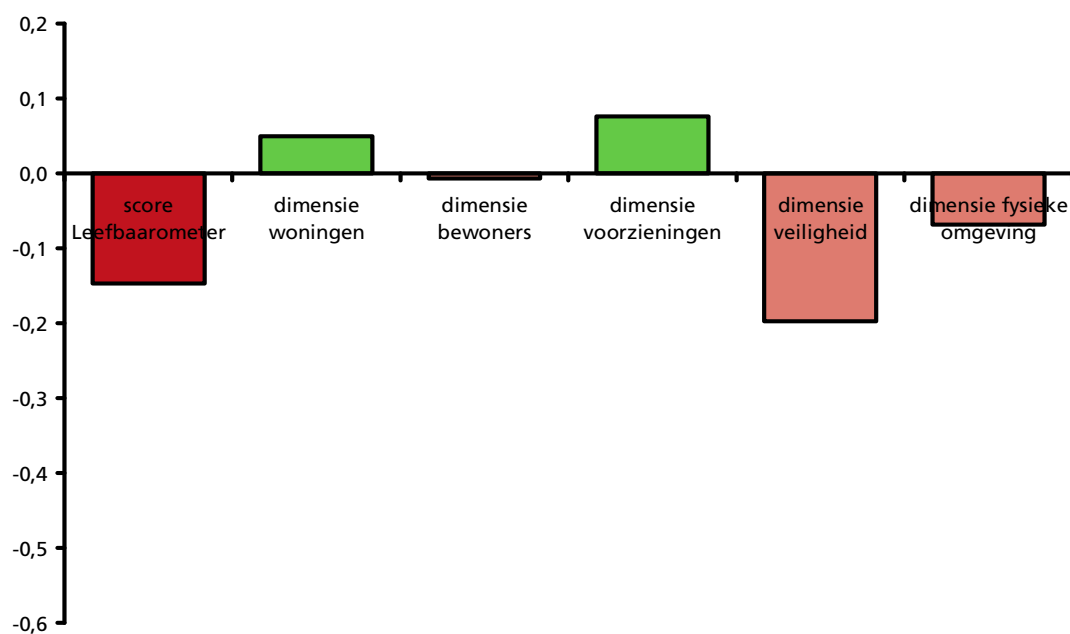 0,2
0,1
0,0
score
Leefbaarometer
dimensie
woningen
dimensie
bewoners
dimensie
voorzieningen
dimensie
veiligheid
dimensie fysieke
omgeving
-0,1
-0,2
-0,3
-0,4
-0,5
-0,6